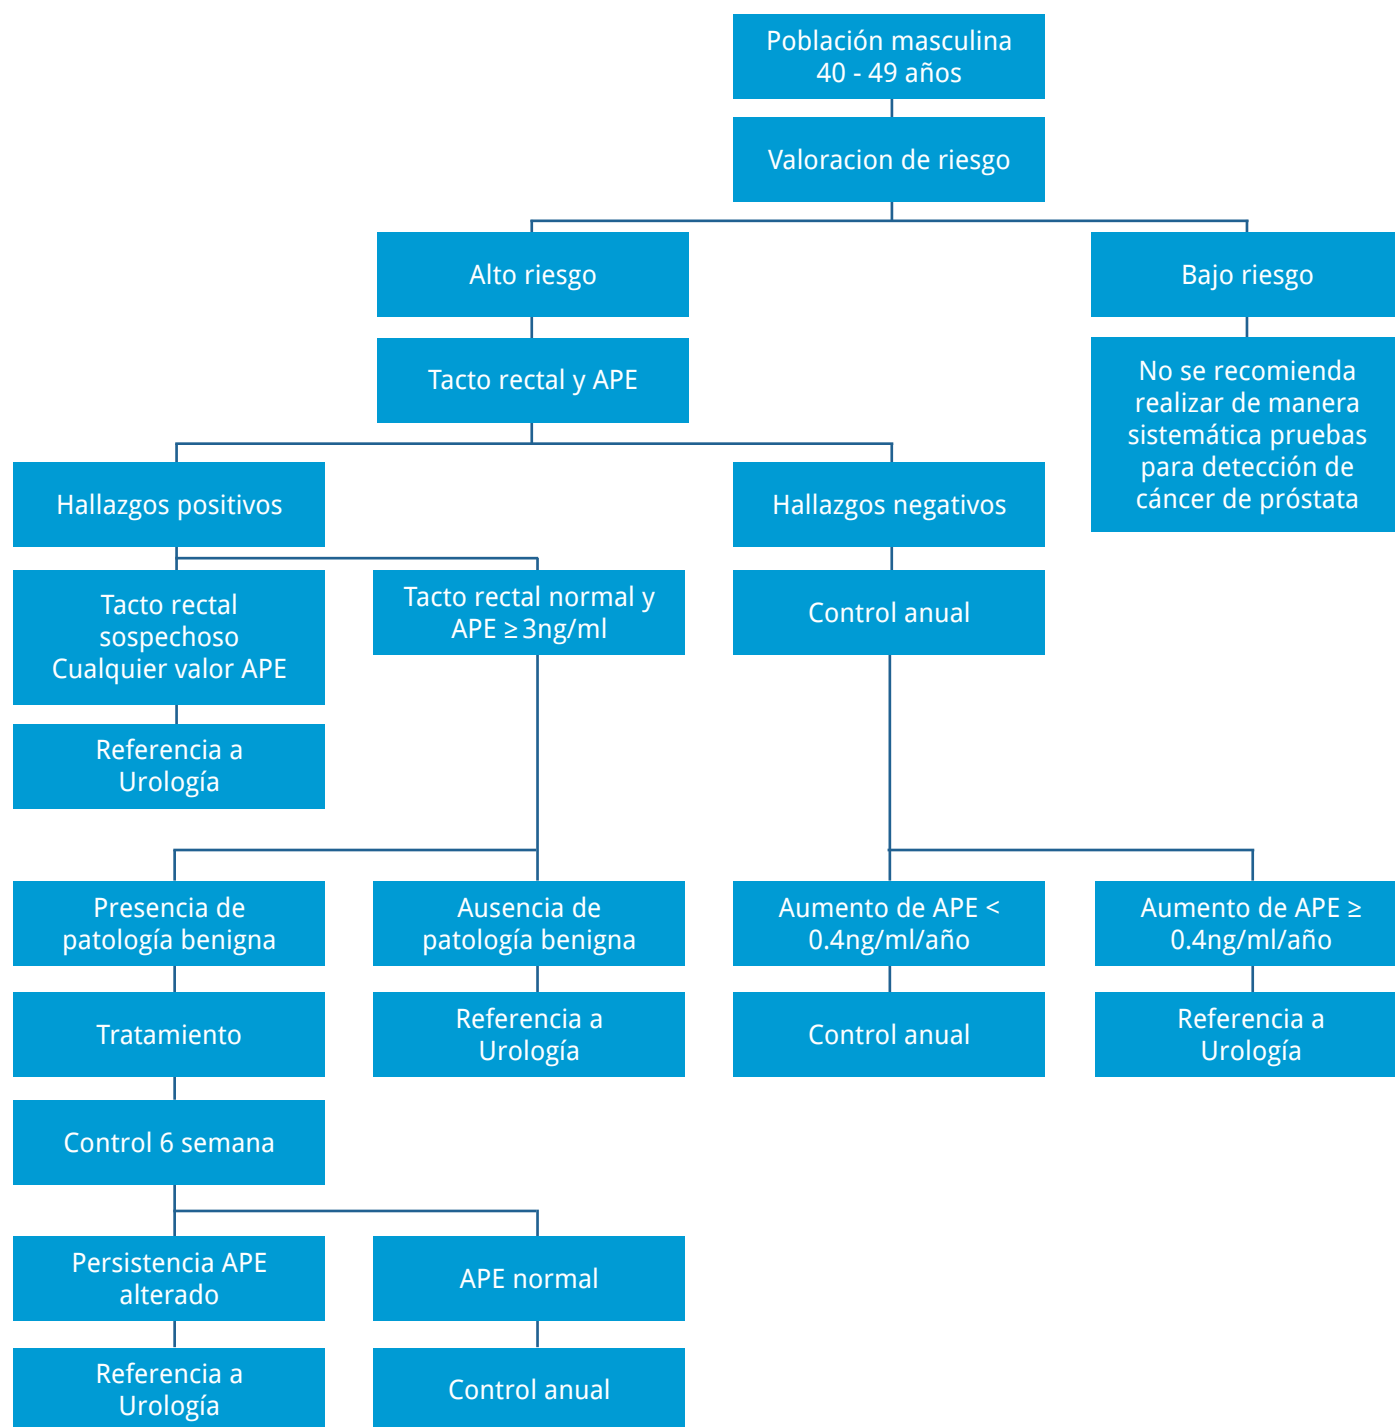 Población masculina
40 - 49 años
Valoracion de riesgo
Alto riesgo
Bajo riesgo
Tacto rectal y APE
No se recomienda
realizar de manera
sistemática pruebas
para detección de
cáncer de próstata
Hallazgos positivos
Hallazgos negativos
Tacto rectal
sospechoso
Cualquier valor APE
Tacto rectal normal y
APE ≥ 3ng/ml
Control anual
Referencia a
Urología
Presencia de
patología benigna
Ausencia de
patología benigna
Aumento de APE <
0.4ng/ml/año
Aumento de APE ≥
0.4ng/ml/año
Tratamiento
Referencia a
Urología
Control anual
Referencia a
Urología
Control 6 semana
Persistencia APE
alterado
APE normal
Referencia a
Urología
Control anual